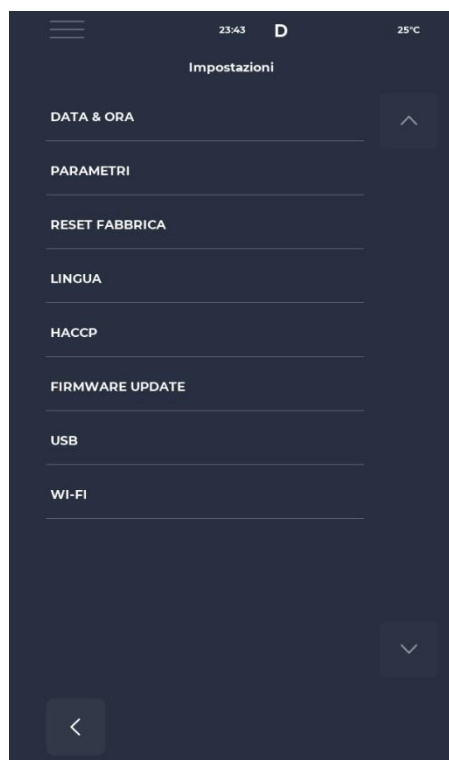 23:43 D 25°C
Impostazioni
DATA & ORA
PARAMETRI
RESET FABBRICA
LINGUA
HACCP
FIRMWARE UPDATE
USB
WI-FI